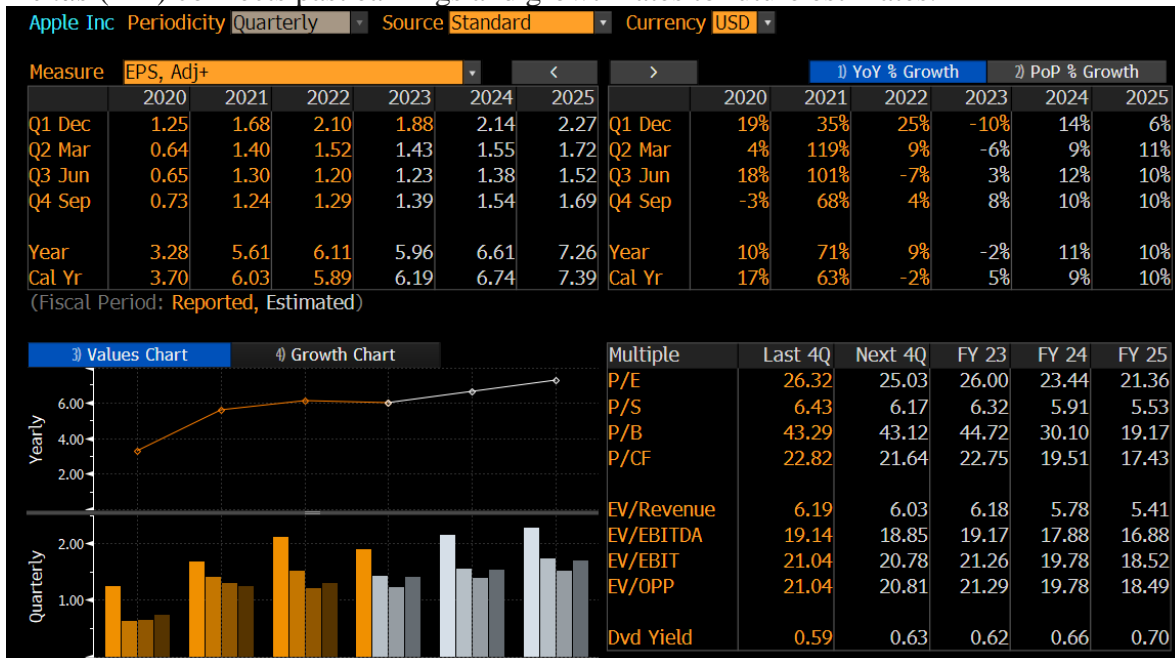 Apple Inc Periodicity Quarterly Source Standard Currency USD
Measure EPS, Adj+ < > 1) YoY % Growth 2) PoP % Growth
2020 2021 2022 2023 2024 2025 2020 2021 2022 2023 2024 2025
Q1 Dec 1.25 1.68 2.10 1.88 2.14 2.27 Q1 Dec 19% 35% 25% -10% 14% 6%
Q2 Mar 0.64 1.40 1.52 1.43 1.55 1.72 Q2 Mar 4% 119% 9% -6% 9% 11%
Q3 Jun 0.65 1.30 1.20 1.23 1.38 1.52 Q3 Jun 18% 101% -7% 3% 12% 10%
Q4 Sep 0.73 1.24 1.29 1.39 1.54 1.69 Q4 Sep -3% 68% 4% 8% 10% 10%
Year 3.28 5.61 6.11 5.96 6.61 7.26 Year 10% 71% 9% -2% 11% 10%
Cal Yr 3.70 6.03 5.89 6.19 6.74 7.39 Cal Yr 17% 63% -2% 5% 9% 10%
(Fiscal Period: Reported, Estimated)
3) Values Chart 4) Growth Chart
Yearly
6.00
4.00
2.00
Quarterly
2.00
1.00
Multiple Last 4Q Next 4Q FY 23 FY 24 FY 25
P/E 26.32 25.03 26.00 23.44 21.36
P/S 6.43 6.17 6.32 5.91 5.53
P/B 43.29 43.12 44.72 30.10 19.17
P/CF 22.82 21.64 22.75 19.51 17.43
EV/Revenue 6.19 6.03 6.18 5.78 5.41
EV/EBITDA 19.14 18.85 19.17 17.88 16.88
EV/EBIT 21.04 20.78 21.26 19.78 18.52
EV/OPP 21.04 20.81 21.29 19.78 18.49
Dvd Yield 0.59 0.63 0.62 0.66 0.70